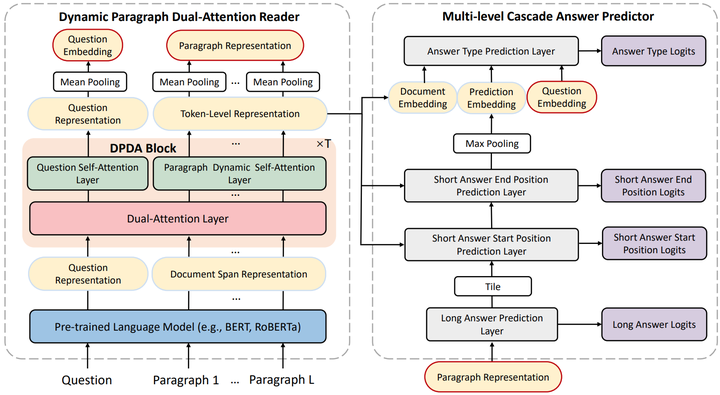 Dynamic Paragraph Dual-Attention Reader
Question
Embedding
Paragraph Representation
Mean Pooling
Mean Pooling
...
Mean Pooling
Question
Representation
Token-Level Representation
DPDA Block
...
×T
Question Self-Attention
Layer
Paragraph Dynamic Self-Attention
Layer
...
Dual-Attention Layer
...
Question
Representation
Document Span Representation
...
Pre-trained Language Model (e.g., BERT, RoBERTa)
Question
Paragraph 1
...
Paragraph L
Multi-level Cascade Answer Predictor
Answer Type Prediction Layer
Answer Type Logits
Document
Embedding
Prediction
Embedding
Question
Embedding
Max Pooling
Short Answer End Position
Prediction Layer
Short Answer End
Position Logits
Short Answer Start Position
Prediction Layer
Short Answer Start
Position Logits
Tile
Long Answer Prediction
Layer
Long Answer Logits
Paragraph Representation